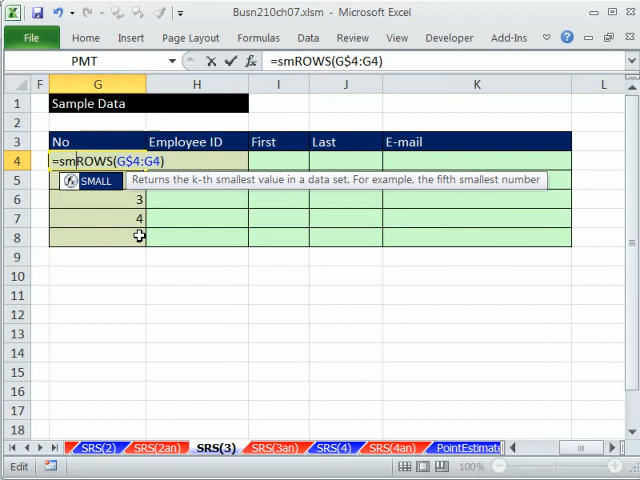 Busn210ch07.xlsm - Microsoft Excel
File Home Insert Page Layout Formulas Data Review View Developer Add-Ins
PMT fx =smROWS(G$4:G4)
F G H I J K L
1 Sample Data
2
3 No Employee ID First Last E-mail
4 =smROWS(G$4:G4)
5 SMALL Returns the k-th smallest value in a data set. For example, the fifth smallest number
6 3
7 4
8
9
10
11
12
13
14
15
16
17
18
SRS(2) SRS(2an) SRS(3) SRS(3an) SRS(4) SRS(4an) PointEstimate
Edit 100%